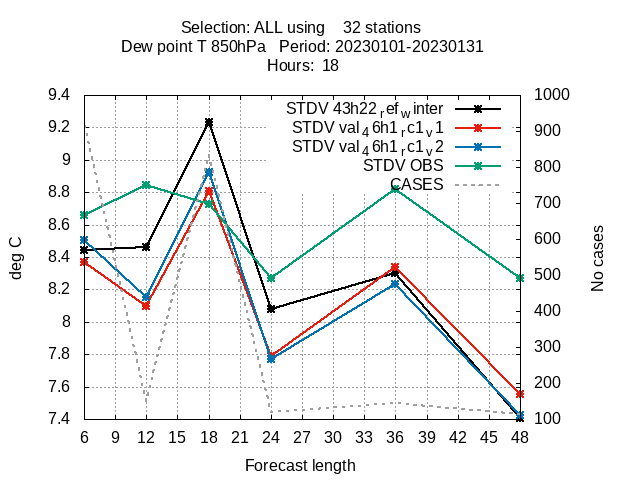 Selection: ALL using    32 stations
Dew point T 850hPa   Period: 20230101-20230131
Hours:  18
STDV 43h22refwinter
STDV val46h1rc1v1
STDV val46h1rc1v2
STDV OBS
CASES
9.4
9.2
9
8.8
8.6
8.4
8.2
8
7.8
7.6
7.4
deg C
1000
900
800
700
600
500
400
300
200
100
No cases
6 9 12 15 18 21 24 27 30 33 36 39 42 45 48
Forecast length